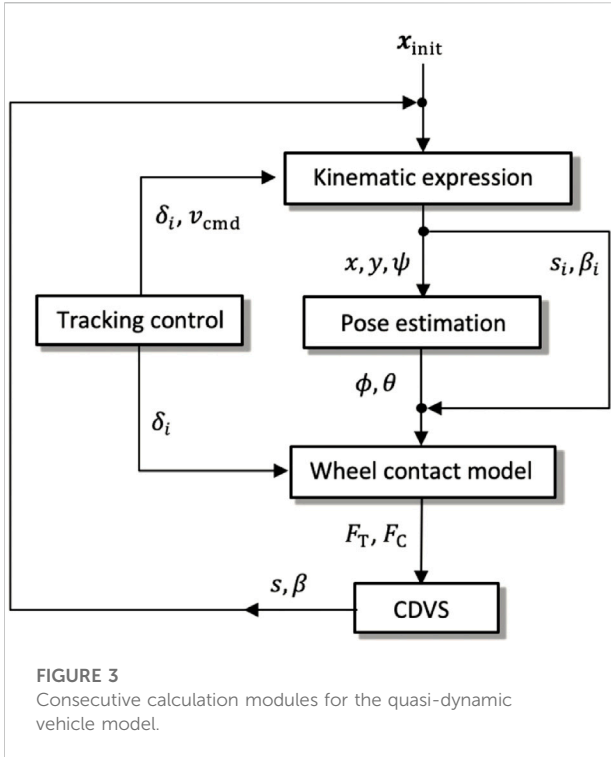 x_init
Kinematic expression
δ_i, v_cmd
x, y, ψ
s_i, β_i
Tracking control
Pose estimation
ϕ, θ
δ_i
Wheel contact model
F_T, F_C
s, β
CDVS
FIGURE 3
Consecutive calculation modules for the quasi-dynamic
vehicle model.